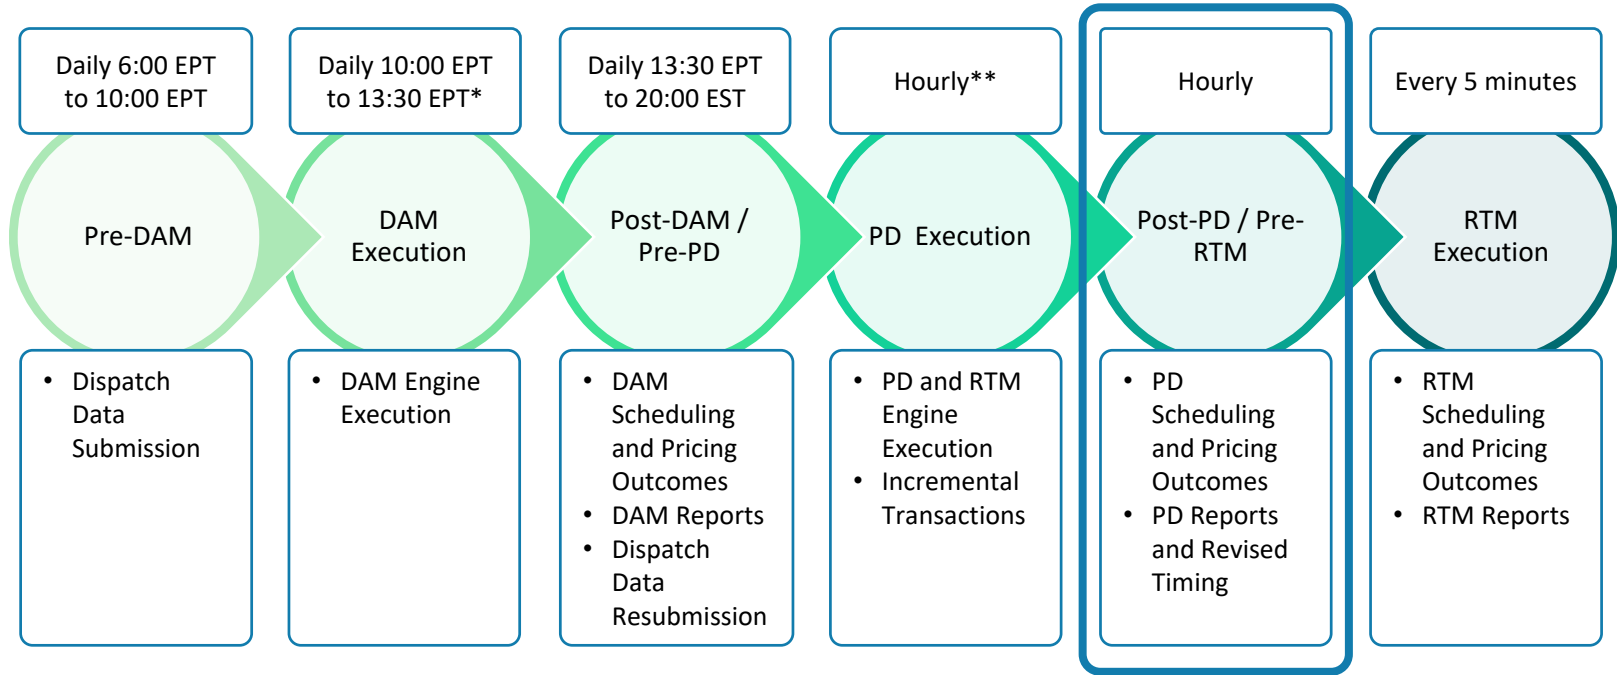 Daily 6:00 EPT
to 10:00 EPT
Daily 10:00 EPT
to 13:30 EPT*
Daily 13:30 EPT
to 20:00 EST
Hourly**
Hourly
Every 5 minutes
Pre-DAM
DAM
Execution
Post-DAM /
Pre-PD
PD Execution
Post-PD / Pre-
RTM
RTM
Execution
• Dispatch
Data
Submission
• DAM Engine
Execution
• DAM
Scheduling
and Pricing
Outcomes
• DAM Reports
• Dispatch
Data
Resubmission
• PD and RTM
Engine
Execution
• Incremental
Transactions
• PD
Scheduling
and Pricing
Outcomes
• PD Reports
and Revised
Timing
• RTM
Scheduling
and Pricing
Outcomes
• RTM Reports